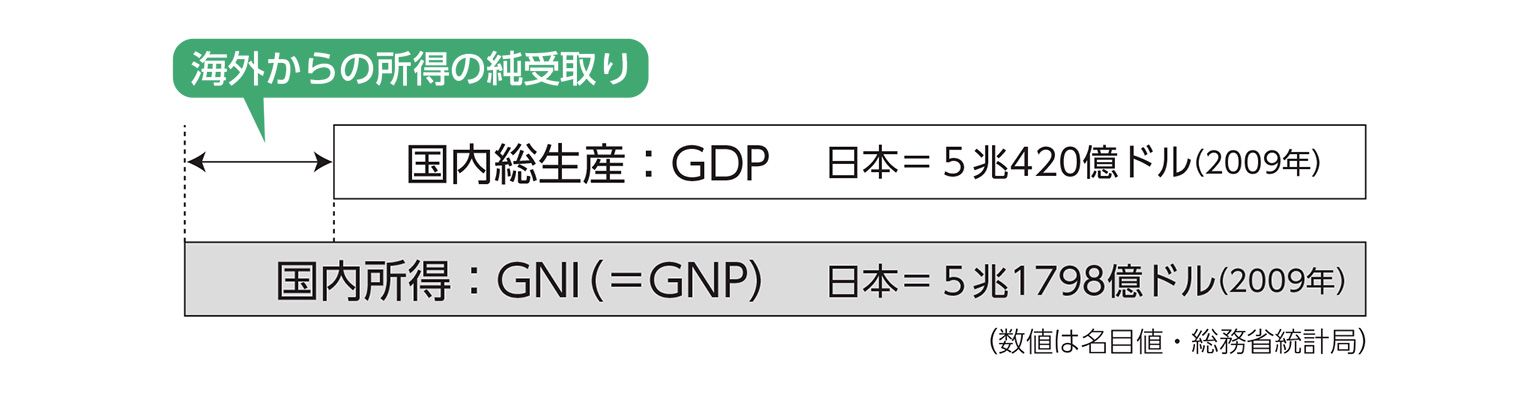 海外からの所得の純受取り
国内総生産：GDP　日本＝５兆420億ドル(2009年)
国内所得：GNI(＝GNP)　日本＝５兆1798億ドル(2009年)
(数値は名目値・総務省統計局)